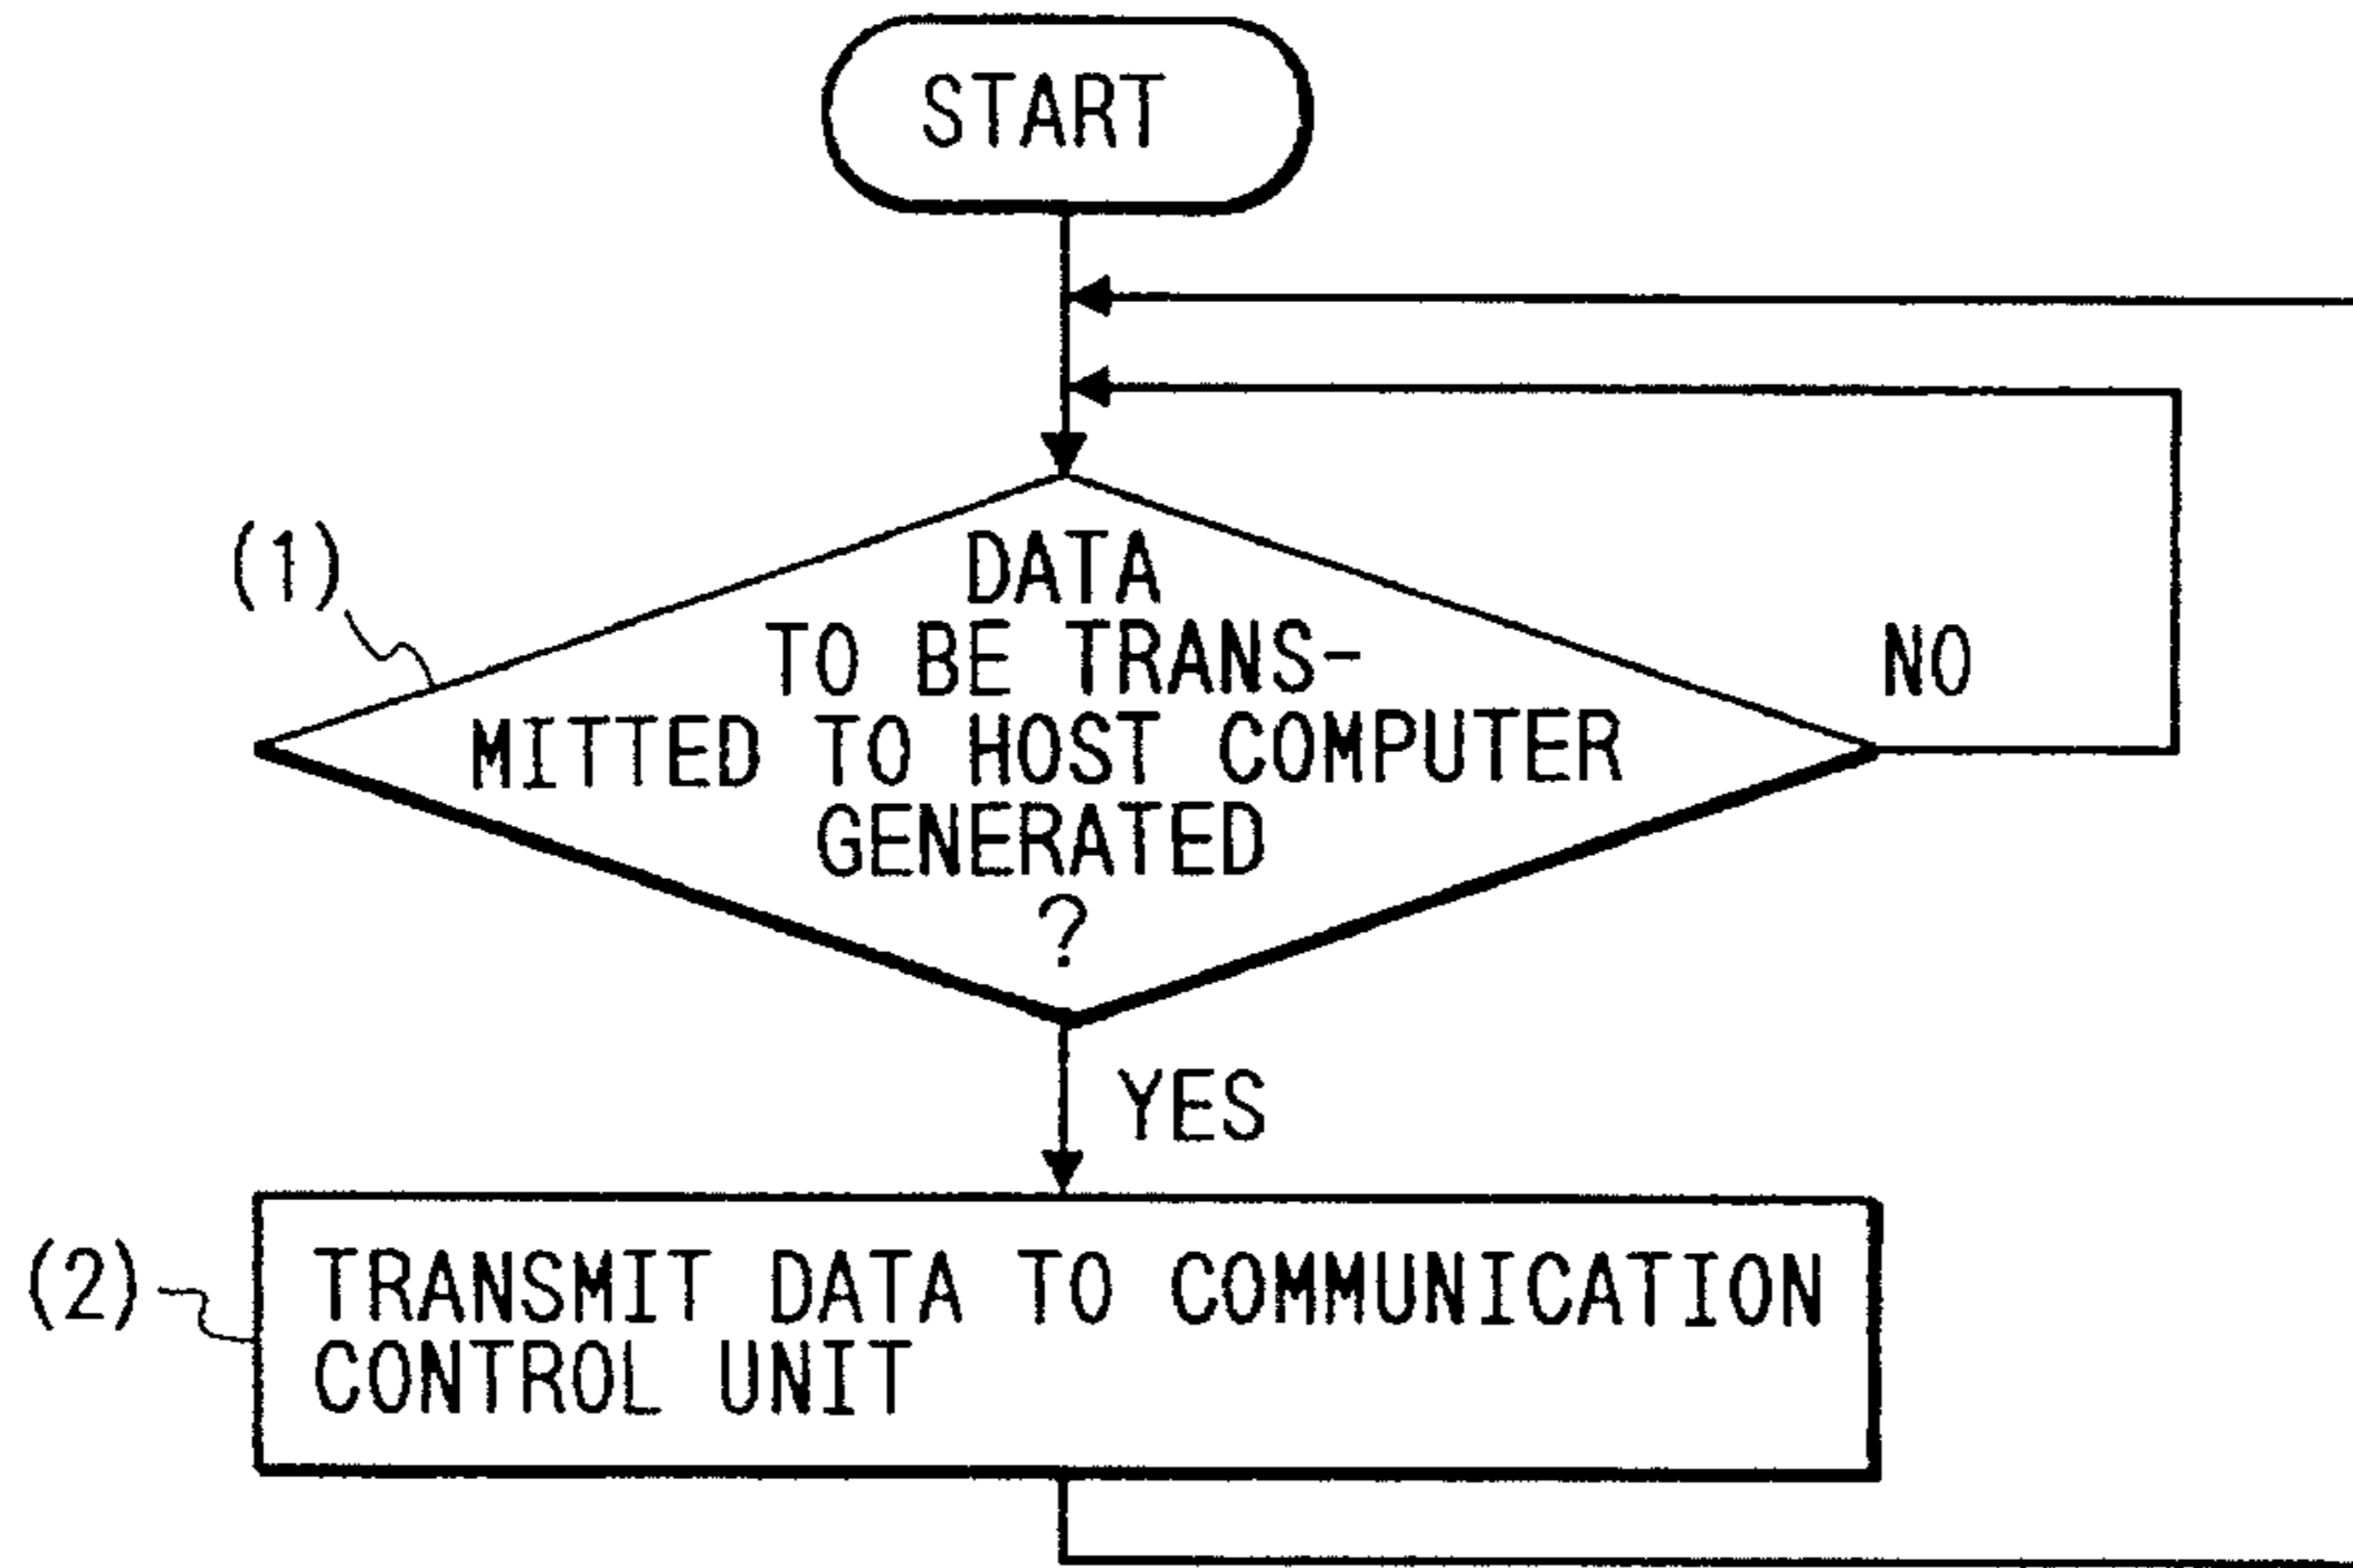 START
(1)
DATA
TO BE TRANS-
MITTED TO HOST COMPUTER
GENERATED
?
NO
YES
(2)
TRANSMIT DATA TO COMMUNICATION
CONTROL UNIT